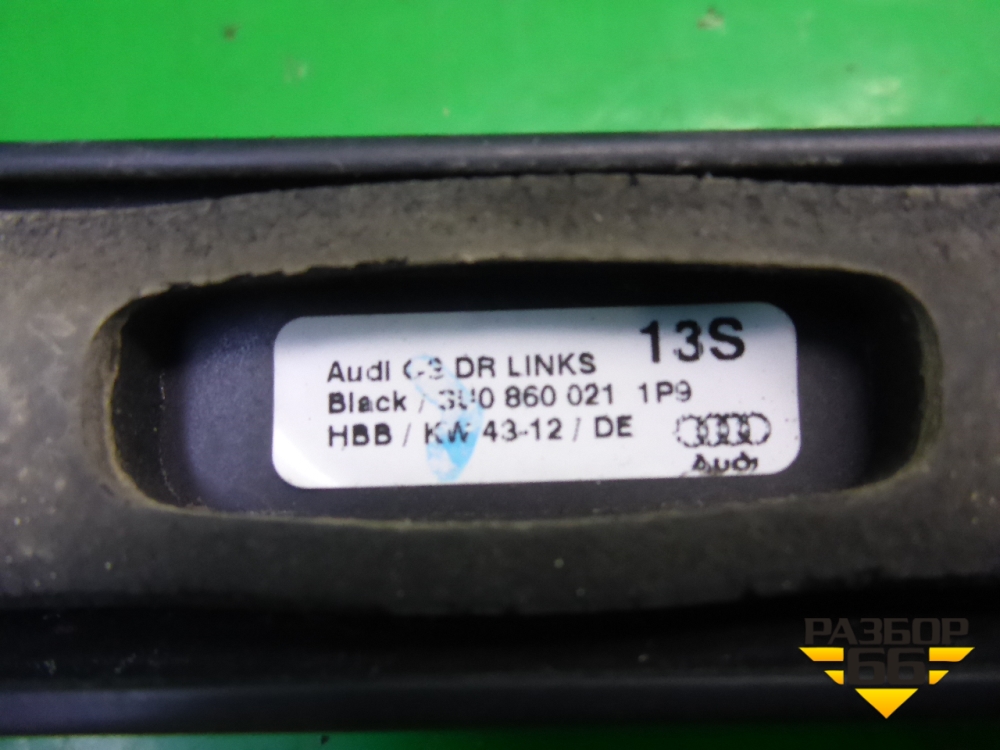 13S
Audi Q3 DR LINKS
Black / 8U0 860 021 1P9
HBB / KW 43-12 / DE
Audi
РАЗБОР
66